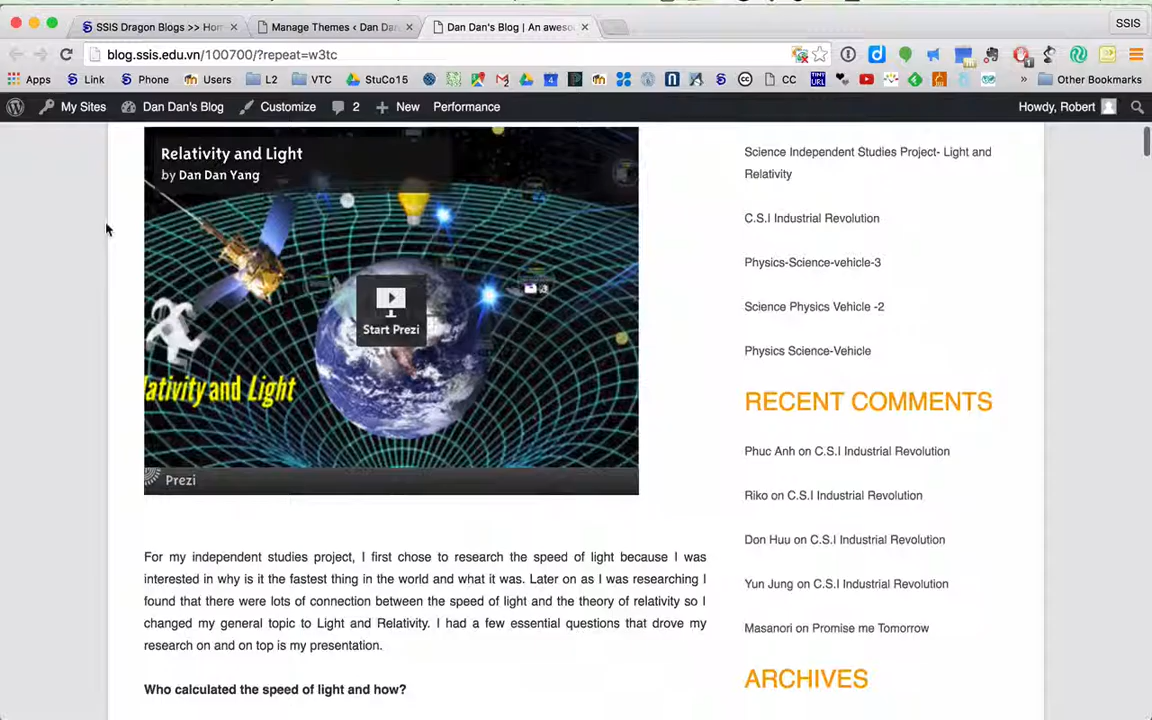 SSIS Dragon Blogs >> Hom
Manage Themes < Dan Dan
Dan Dan's Blog | An aweso
SSIS
blog.ssis.edu.vn/100700/?repeat=w3tc
Apps
Link
Phone
Users
L2
VTC
StuCo15
CC
Other Bookmarks
My Sites
Dan Dan's Blog
Customize
2
New
Performance
Howdy, Robert
Relativity and Light
by Dan Dan Yang
Start Prezi
lativity and Light
Prezi
For my independent studies project, I first chose to research the speed of light because I was
interested in why is it the fastest thing in the world and what it was. Later on as I was researching I
found that there were lots of connection between the speed of light and the theory of relativity so I
changed my general topic to Light and Relativity. I had a few essential questions that drove my
research on and on top is my presentation.
Who calculated the speed of light and how?
Science Independent Studies Project- Light and
Relativity
C.S.I Industrial Revolution
Physics-Science-vehicle-3
Science Physics Vehicle -2
Physics Science-Vehicle
RECENT COMMENTS
Phuc Anh on C.S.I Industrial Revolution
Riko on C.S.I Industrial Revolution
Don Huu on C.S.I Industrial Revolution
Yun Jung on C.S.I Industrial Revolution
Masanori on Promise me Tomorrow
ARCHIVES